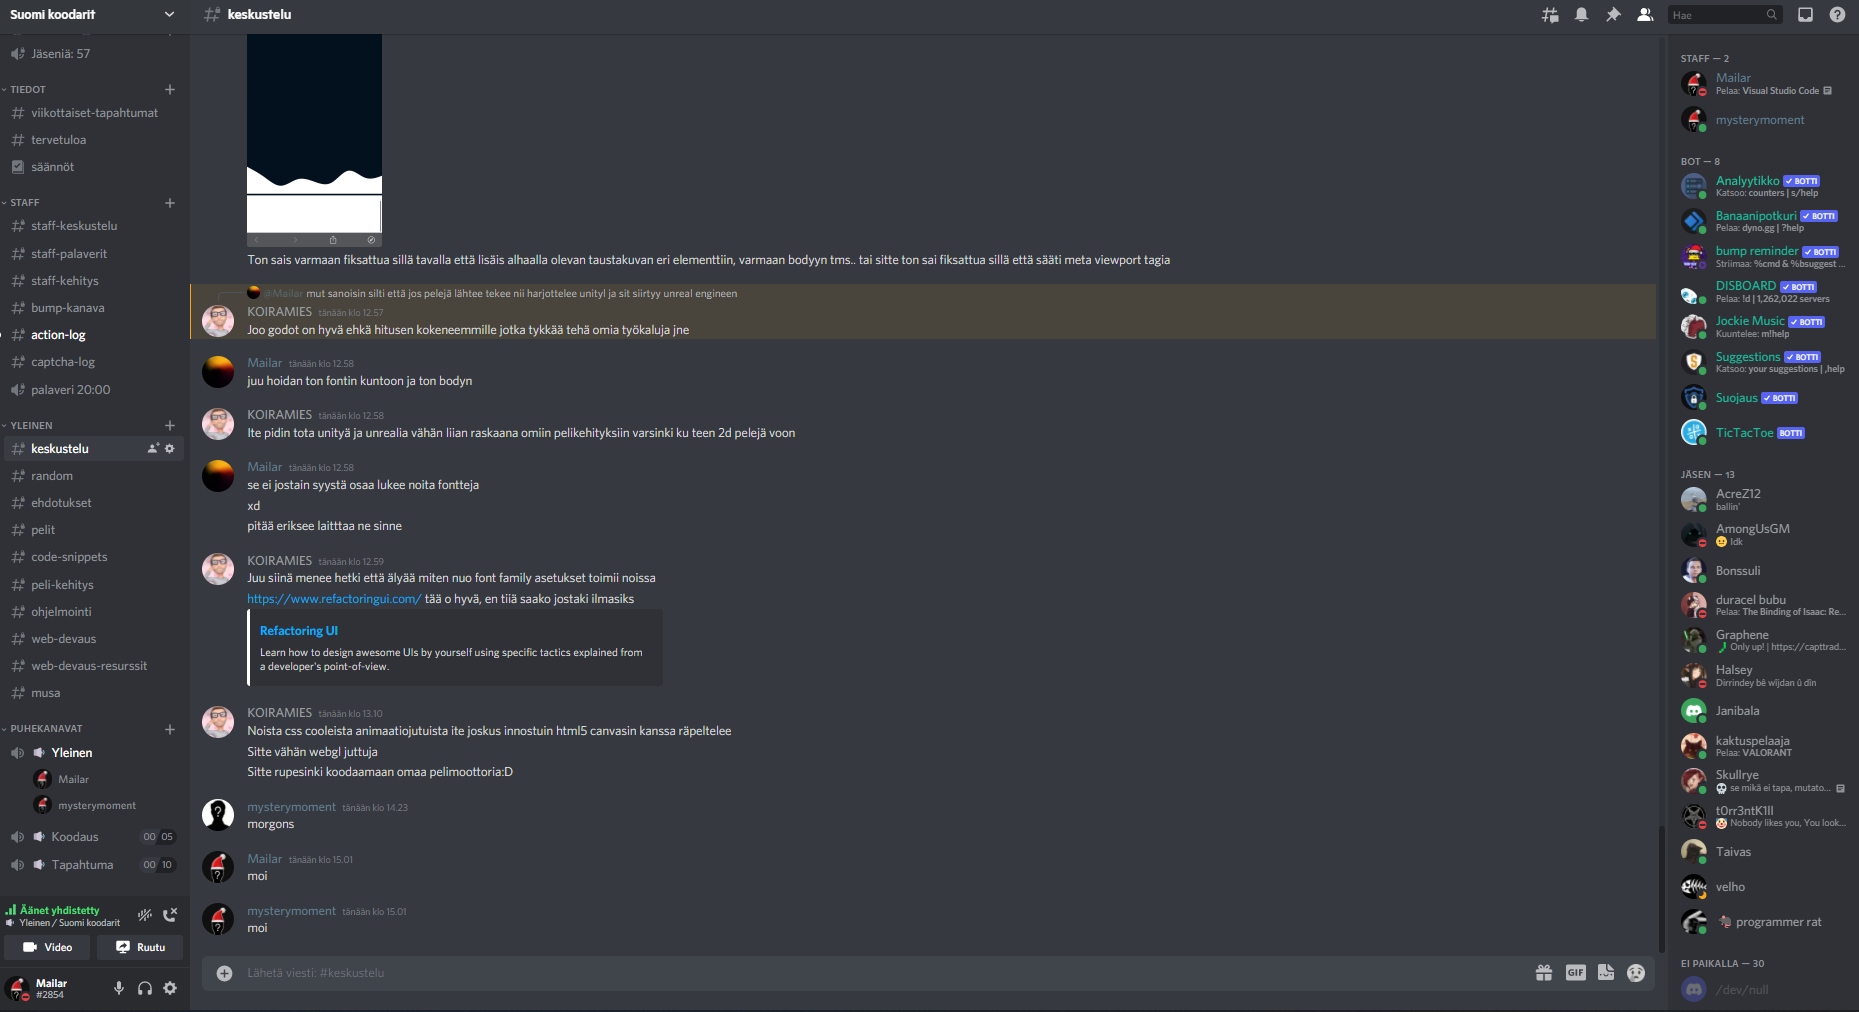 Suomi koodarit
Jäseniä: 57
TIEDOT
viikottaiset-tapahtumat
tervetuloa
säännöt
STAFF
staff-keskustelu
staff-palaverit
staff-kehitys
bump-kanava
action-log
captcha-log
palaveri 20:00
YLEINEN
keskustelu
random
ehdotukset
pelit
code-snippets
peli-kehitys
ohjelmointi
web-devaus
web-devaus-resurssit
musa
PUHEKANAVAT
Yleinen
Mailar
mysterymoment
Koodaus 00 05
Tapahtuma 00 10
Äänet yhdistetty
Yleinen / Suomi koodarit
Video
Ruutu
Mailar
#2854
keskustelu
Hae
Ton sais varmaan fiksattua sillä tavalla että lisäis alhaalla olevan taustakuvan eri elementtiin, varmaan bodyyn tms.. tai sitte ton sai fiksattua sillä että sääti meta viewport tagia
@Mailar mut sanoisin silti että jos pelejä lähtee tekee nii harjottelee unityl ja sit siirtyy unreal engineen
KOIRAMIES tänään klo 12.57
Joo godot on hyvä ehkä hitusen kokeneemmille jotka tykkää tehä omia työkaluja jne
Mailar tänään klo 12.58
juu hoidan ton fontin kuntoon ja ton bodyn
KOIRAMIES tänään klo 12.58
Ite pidin tota unityä ja unrealia vähän liian raskaana omiin pelikehityksiin varsinki ku teen 2d pelejä voon
Mailar tänään klo 12.58
se ei jostain syystä osaa lukee noita fontteja
xd
pitää eriksee laitttaa ne sinne
KOIRAMIES tänään klo 12.59
Juu siinä menee hetki että älyää miten nuo font family asetukset toimii noissa
https://www.refactoringui.com/ tää o hyvä, en tiiä saako jostaki ilmasiks
Refactoring UI
Learn how to design awesome UIs by yourself using specific tactics explained from
a developer's point-of-view.
KOIRAMIES tänään klo 13.10
Noista css cooleista animaatiojutuista ite joskus innostuin html5 canvasin kanssa räpeltelee
Sitte vähän webgl juttuja
Sitte rupesinki koodaamaan omaa pelimoottoria:D
mysterymoment tänään klo 14.23
morgons
Mailar tänään klo 15.01
moi
mysterymoment tänään klo 15.01
moi
Lähetä viesti: #keskustelu
GIF
STAFF — 2
Mailar
Pelaa: Visual Studio Code
mysterymoment
BOT — 8
Analyytikko BOTTI
Katsoo: counters | s/help
Banaanipotkuri BOTTI
Pelaa: dyno.gg | ?help
bump reminder BOTTI
Striimaa: %cmd & %bsuggest ...
DISBOARD BOTTI
Pelaa: !d | 1,262,022 servers
Jockie Music BOTTI
Kuuntelee: m!help
Suggestions BOTTI
Katsoo: your suggestions | ,help
Suojaus BOTTI
TicTacToe BOTTI
JÄSEN — 13
AcreZ12
ballin'
AmongUsGM
Idk
Bonssuli
duracel bubu
Pelaa: The Binding of Isaac: Re...
Graphene
Only up! | https://capttrad...
Halsey
Dirrindey bê wîjdan û dîn
Janibala
kaktuspelaaja
Pelaa: VALORANT
Skullrye
se mikä ei tapa, mutato...
t0rr3ntK1ll
Nobody likes you, You look...
Taivas
velho
programmer rat
EI PAIKALLA — 30
/dev/null